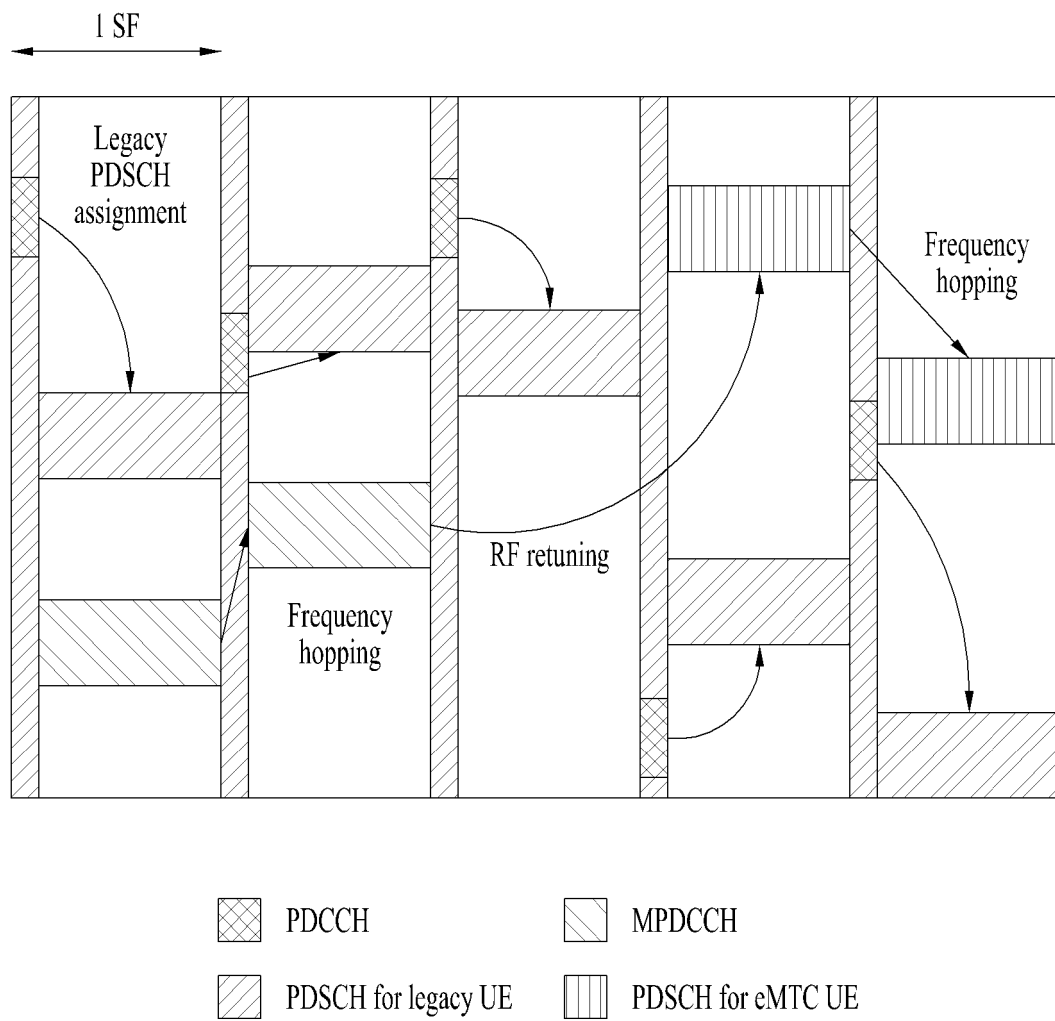 1 SF
Legacy
PDSCH
assignment
Frequency
hopping
RF retuning
Frequency
hopping
PDCCH
MPDCCH
PDSCH for legacy UE
PDSCH for eMTC UE